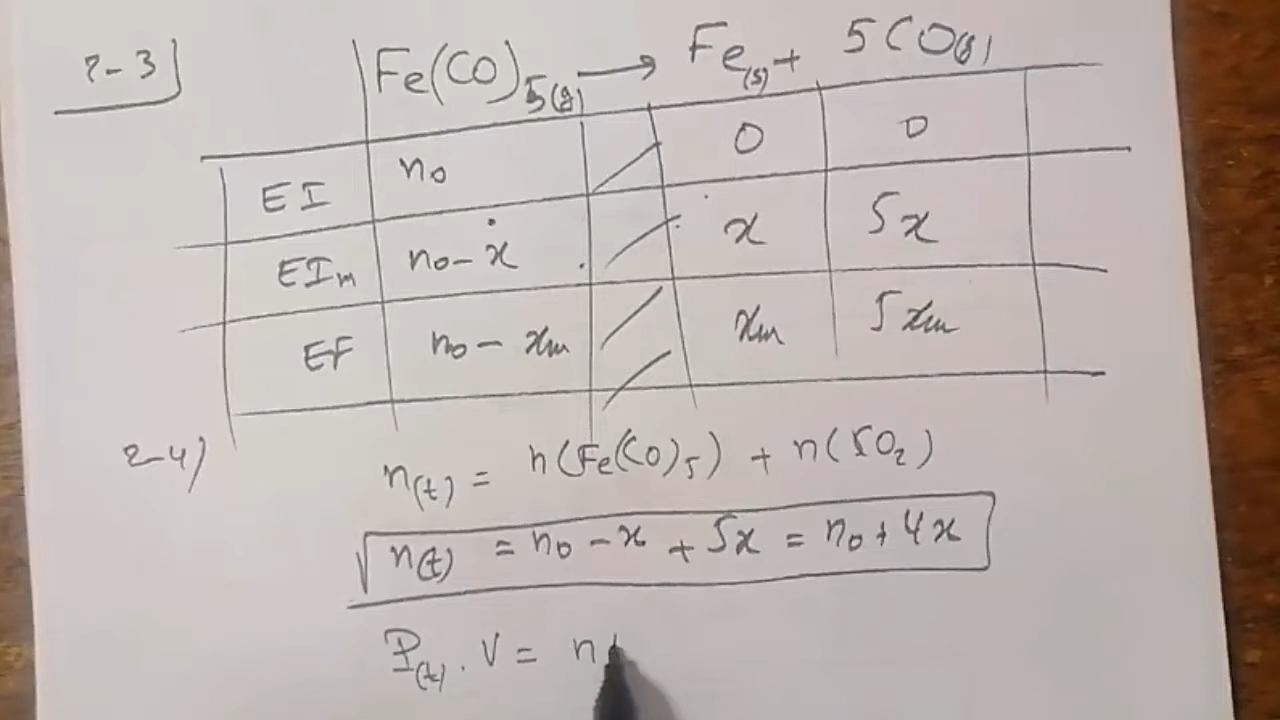 2-3) Fe(CO)5(g) → Fe(s) + 5CO(g)
EI n0 0 0
EIm n0 - x x 5x
EF n0 - xm xm 5xm
2-4) n(t) = n(Fe(CO)5) + n(CO2)
n(t) = n0 - x + 5x = n0 + 4x
P(t) . V = n